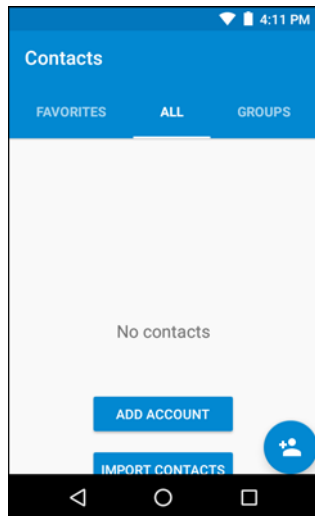 4:11 PM
Contacts
FAVORITES ALL GROUPS
No contacts
ADD ACCOUNT
IMPORT CONTACTS